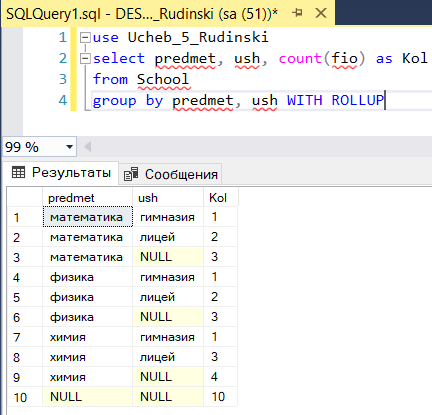 SQLQuery1.sql - DES..._Rudinski (sa (51))*
1 use Ucheb_5_Rudinski
2 select predmet, ush, count(fio) as Kol
3 from School
4 group by predmet, ush WITH ROLLUP
99 %
Результаты Сообщения
predmet ush Kol
1 математика гимназия 1
2 математика лицей 2
3 математика NULL 3
4 физика гимназия 1
5 физика лицей 2
6 физика NULL 3
7 химия гимназия 1
8 химия лицей 3
9 химия NULL 4
10 NULL NULL 10